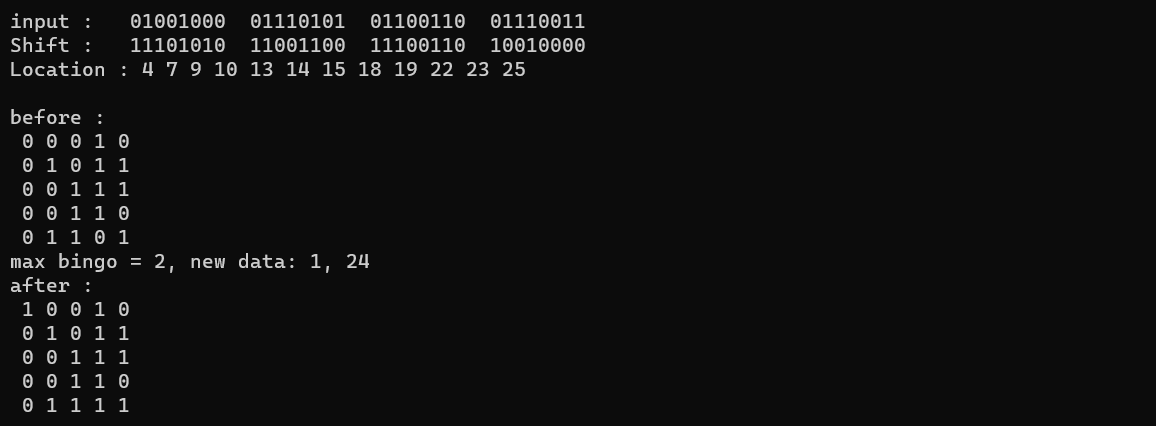 input :   01001000  01110101  01100110  01110011
Shift :   11101010  11001100  11100110  10010000
Location : 4 7 9 10 13 14 15 18 19 22 23 25
before :
0 0 0 1 0
0 1 0 1 1
0 0 1 1 1
0 0 1 1 0
0 1 1 0 1
max bingo = 2, new data: 1, 24
after :
1 0 0 1 0
0 1 0 1 1
0 0 1 1 1
0 0 1 1 0
0 1 1 1 1